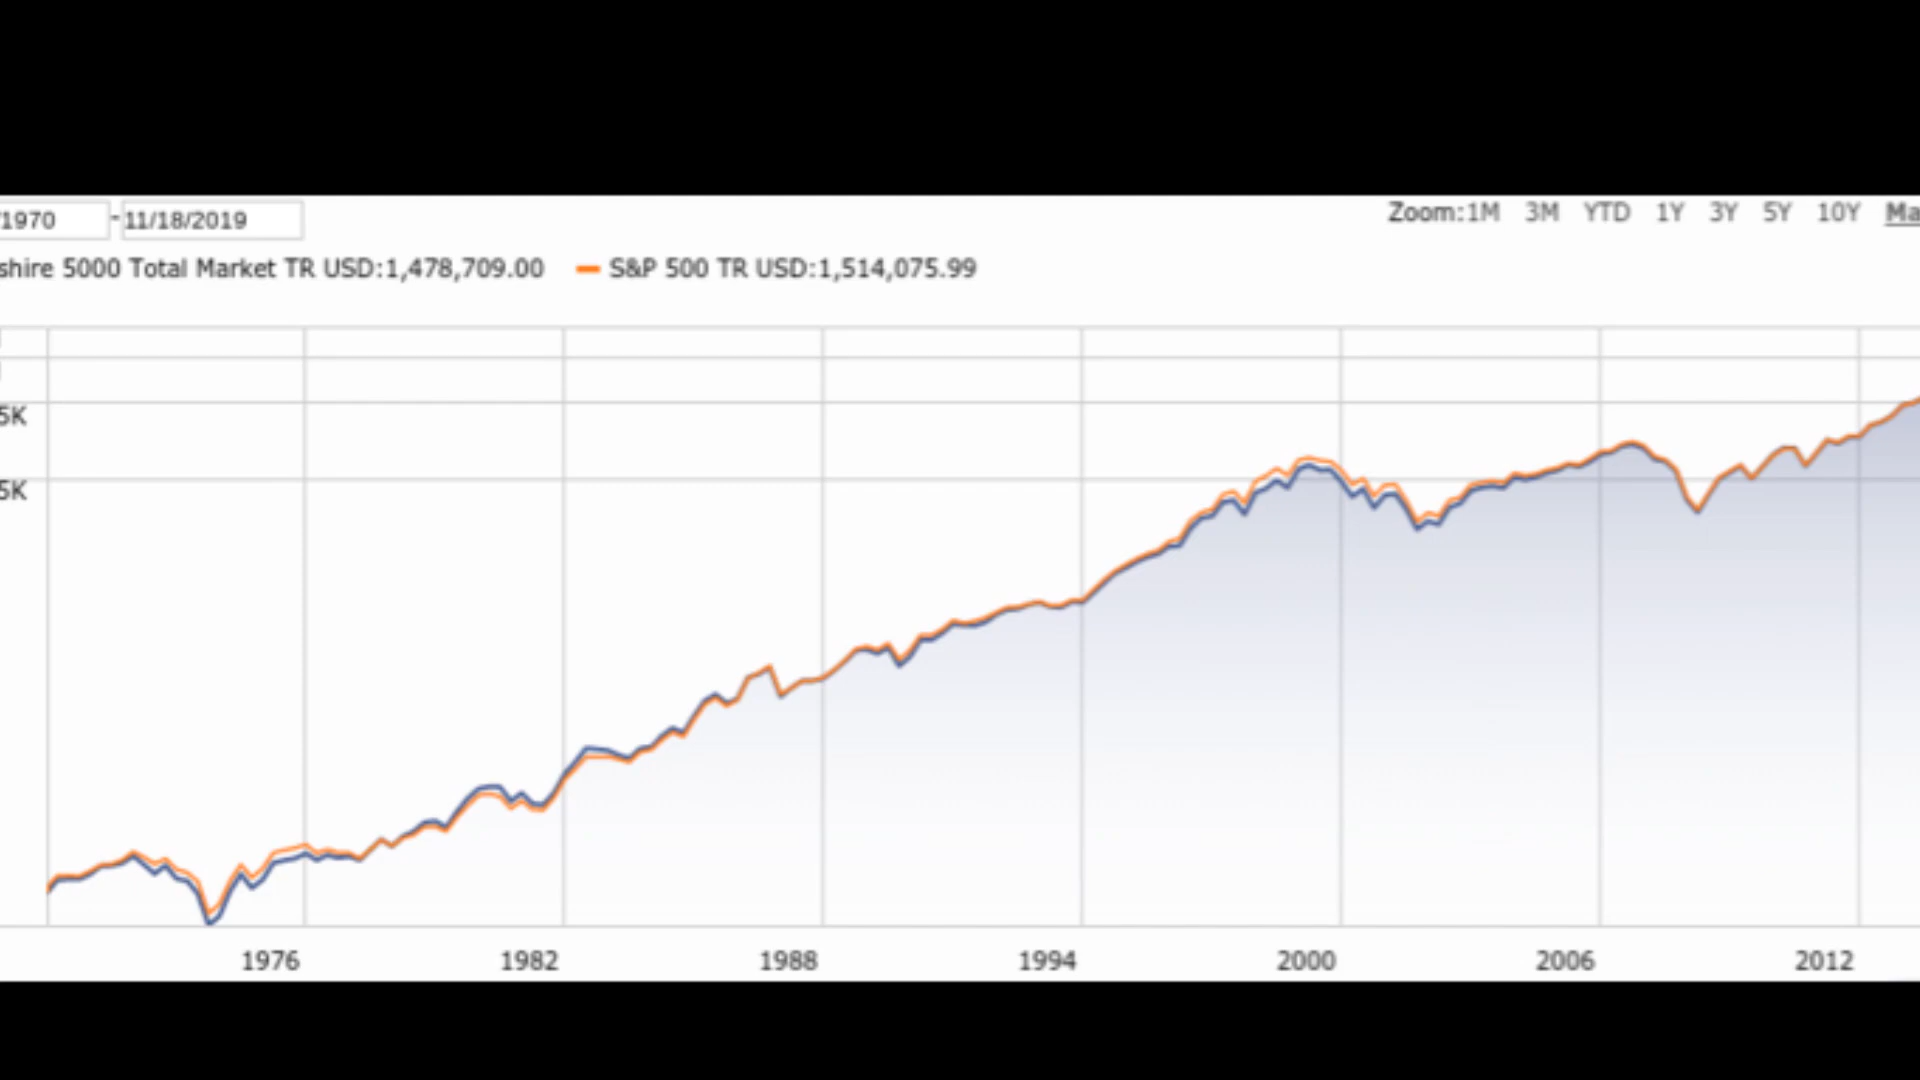 /1970 - 11/18/2019 Zoom: 1M 3M YTD 1Y 3Y 5Y 10Y Ma
shire 5000 Total Market TR USD:1,478,709.00 S&P 500 TR USD:1,514,075.99
5K
5K
1976 1982 1988 1994 2000 2006 2012